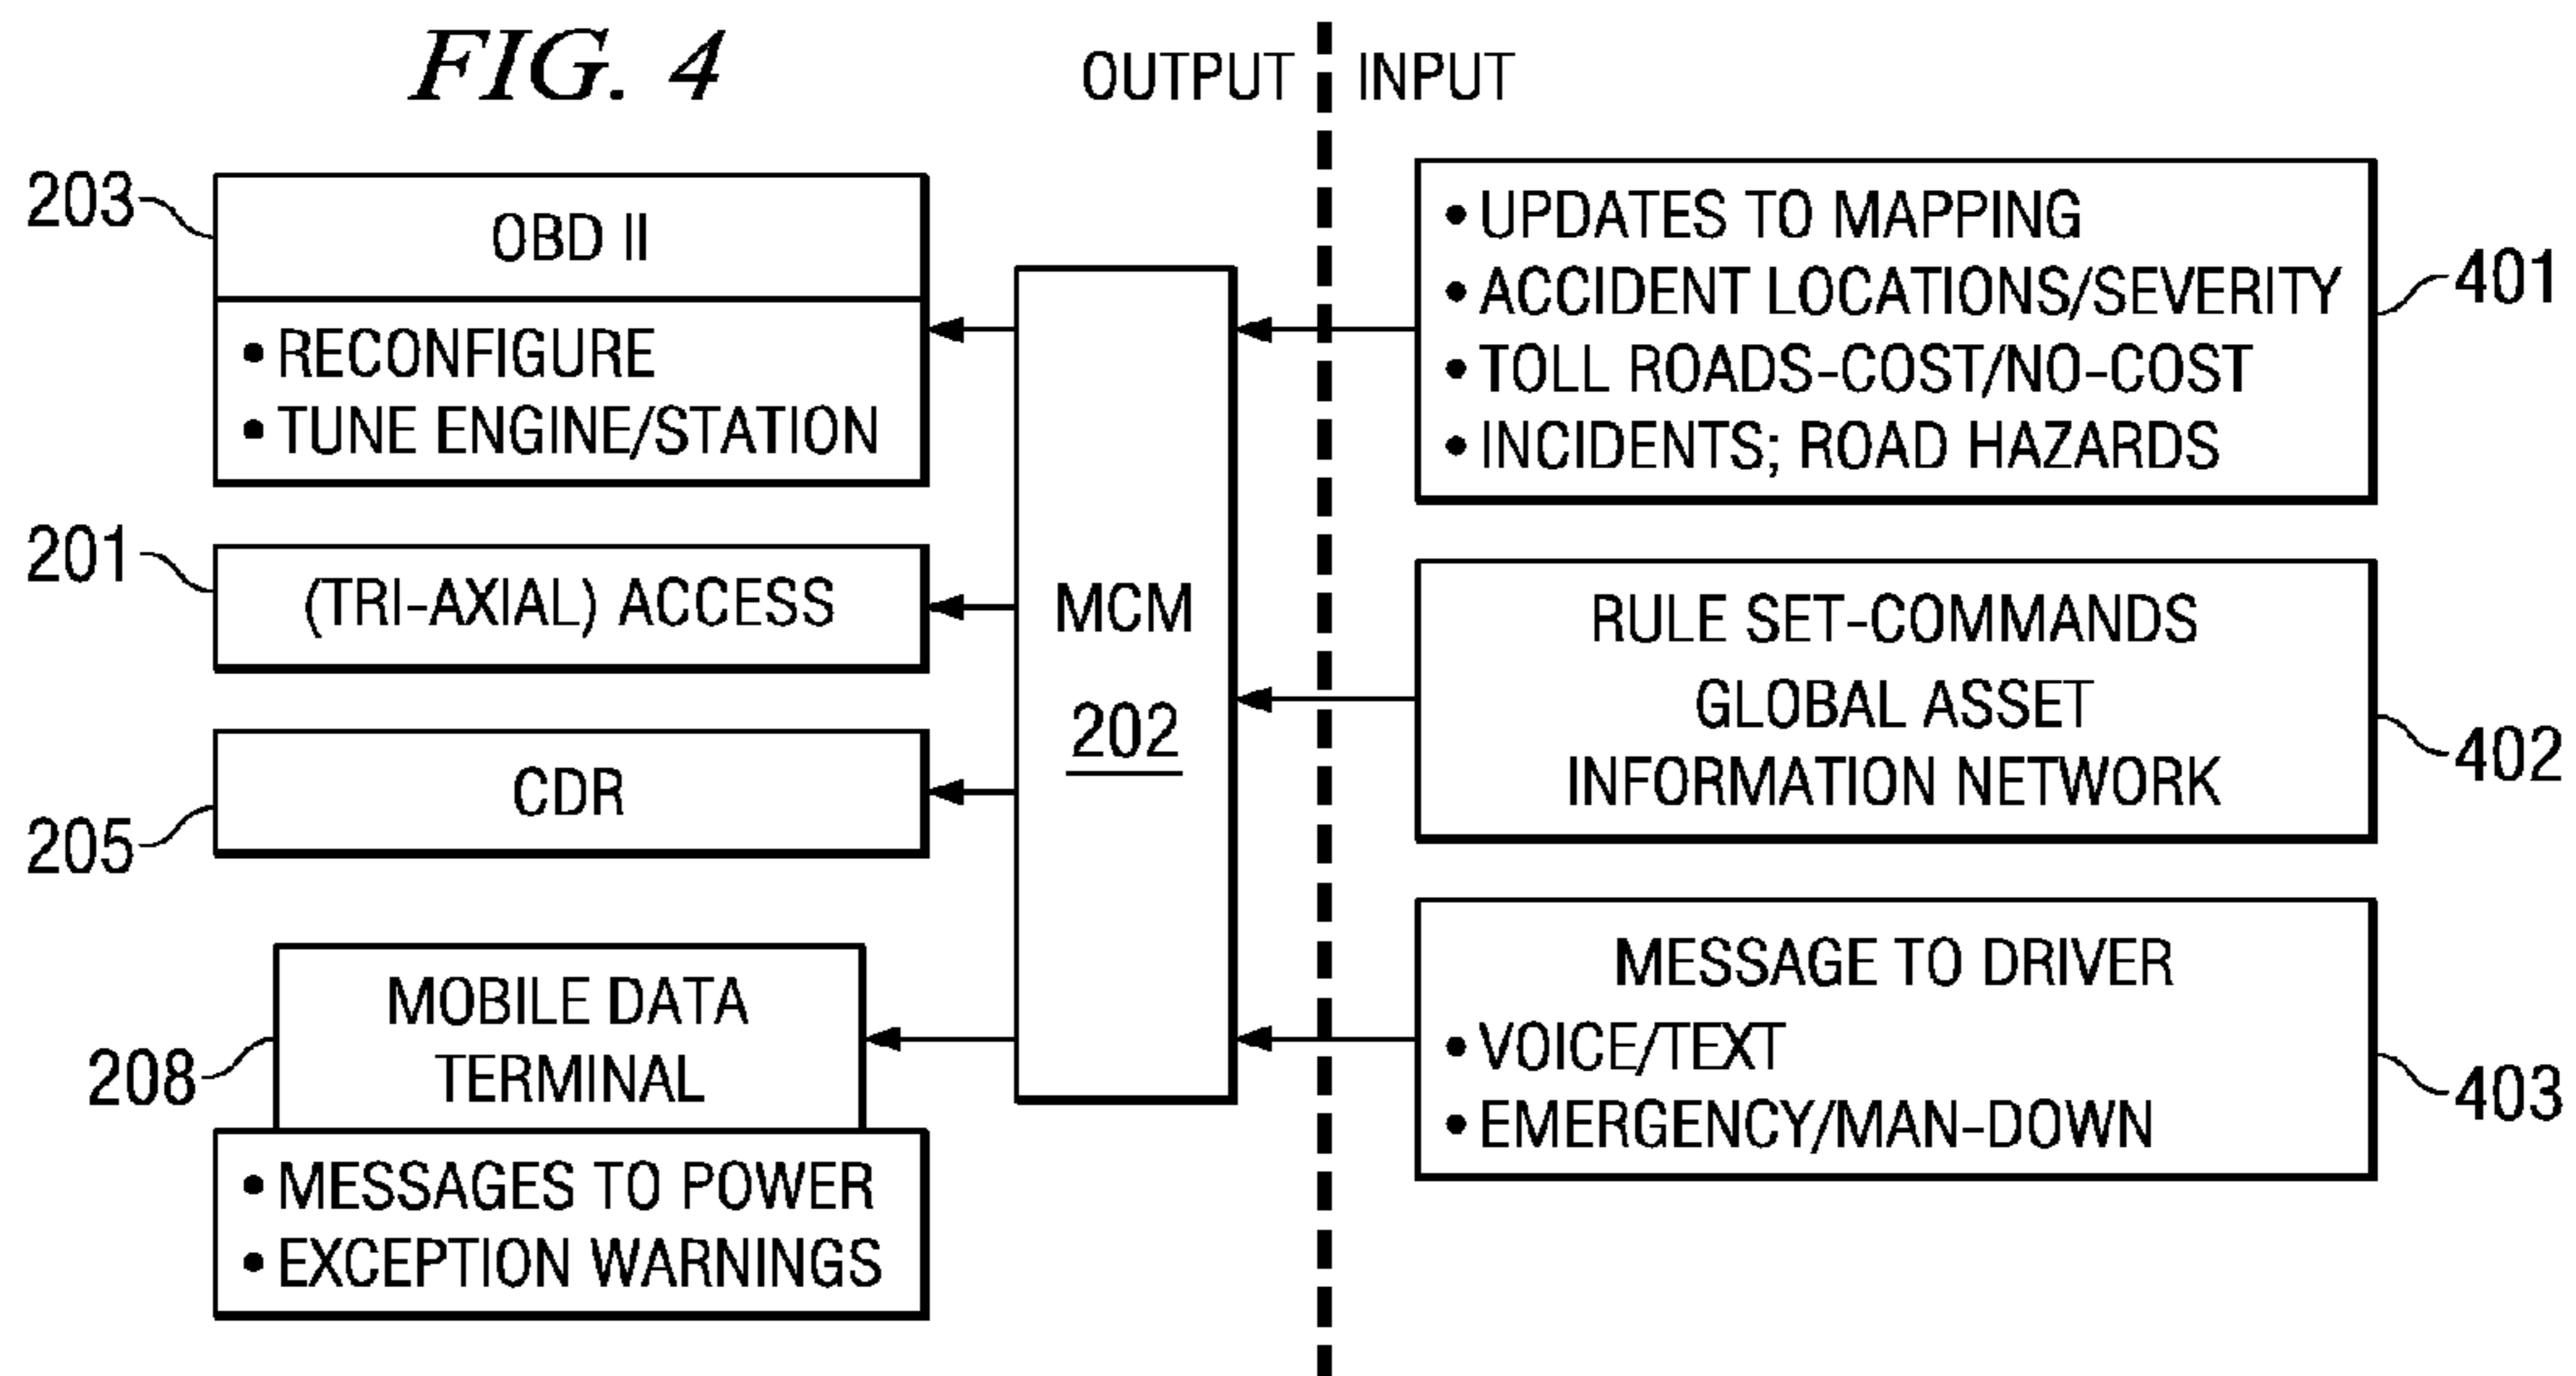 FIG. 4
OUTPUT
INPUT
203
OBD II
• RECONFIGURE
• TUNE ENGINE/STATION
201
(TRI-AXIAL) ACCESS
CDR
205
MOBILE DATA
TERMINAL
208
• MESSAGES TO POWER
• EXCEPTION WARNINGS
MCM
202
• UPDATES TO MAPPING
• ACCIDENT LOCATIONS/SEVERITY
• TOLL ROADS-COST/NO-COST
• INCIDENTS; ROAD HAZARDS
401
RULE SET-COMMANDS
GLOBAL ASSET
INFORMATION NETWORK
402
MESSAGE TO DRIVER
• VOICE/TEXT
• EMERGENCY/MAN-DOWN
403